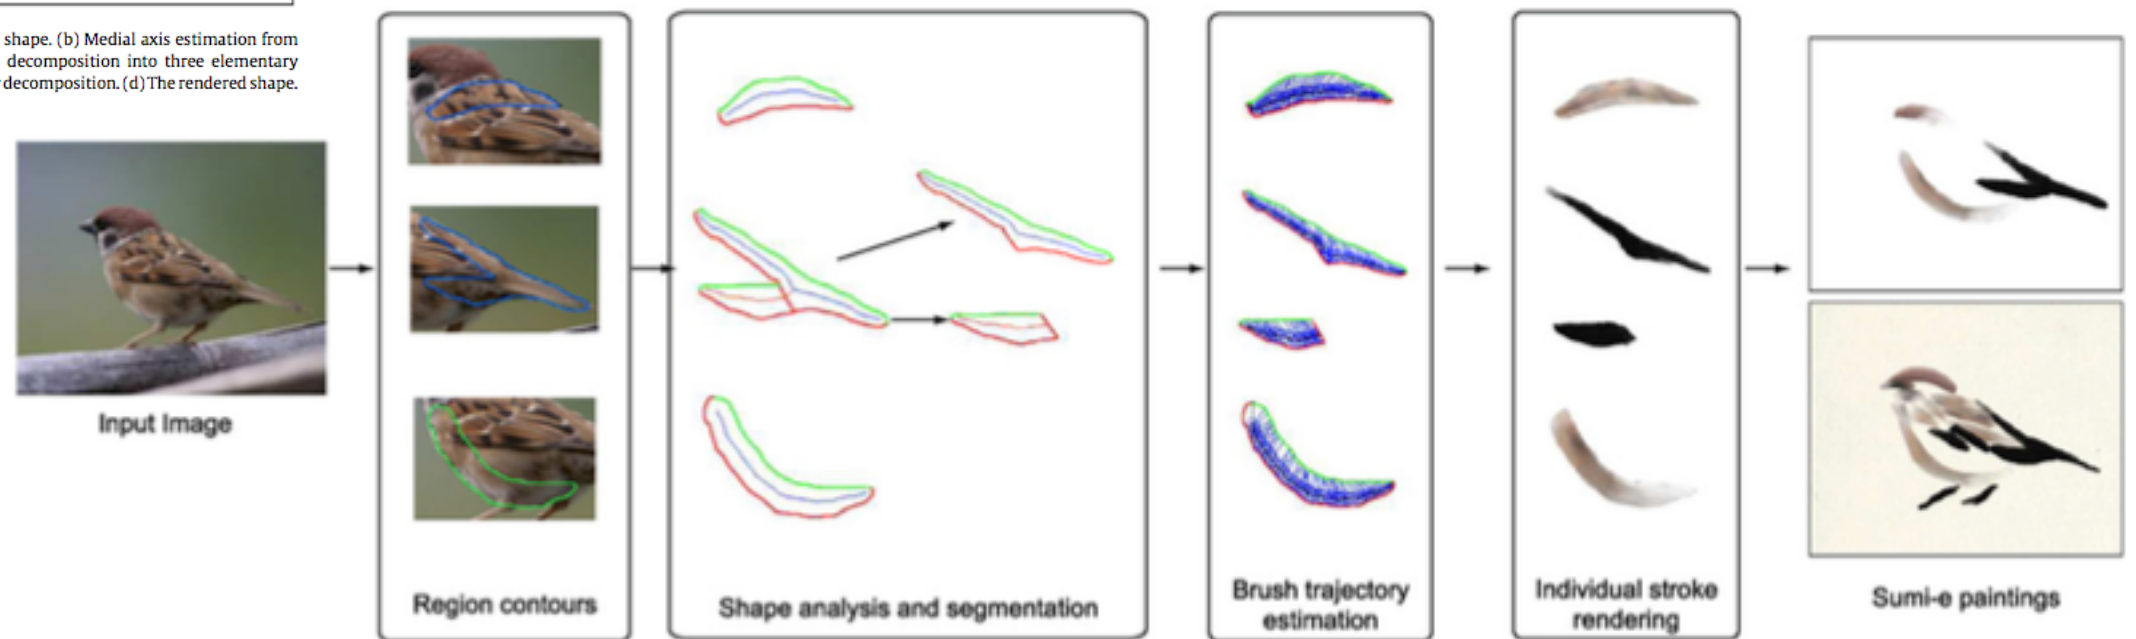 shape. (b) Medial axis estimation from
decomposition into three elementary
decomposition. (d) The rendered shape.
Input Image
Region contours
Shape analysis and segmentation
Brush trajectory
estimation
Individual stroke
rendering
Sumi-e paintings